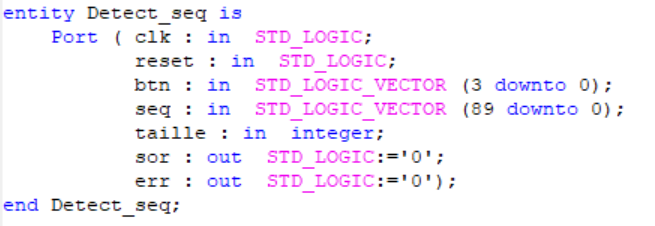 entity Detect_seq is
Port ( clk : in STD_LOGIC;
reset : in STD_LOGIC;
btn : in STD_LOGIC_VECTOR (3 downto 0);
seq : in STD_LOGIC_VECTOR (89 downto 0);
taille : in integer;
sor : out STD_LOGIC:='0';
err : out STD_LOGIC:='0');
end Detect_seq;